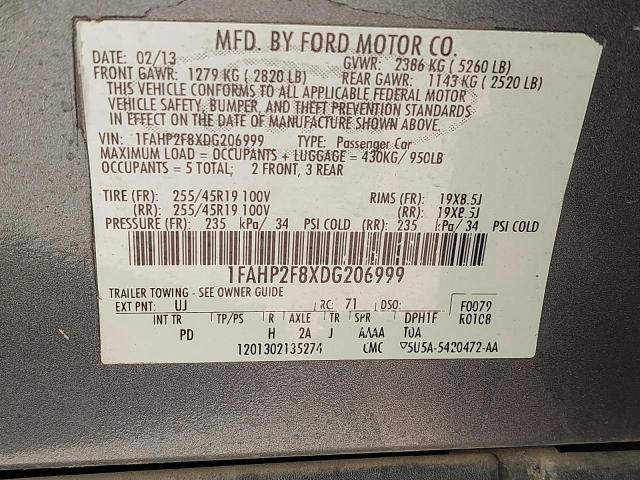 MFD. BY FORD MOTOR CO.
DATE: 02/13 GVWR: 2386 KG ( 5260 LB)
FRONT GAWR: 1279 KG ( 2820 LB) REAR GAWR: 1143 KG ( 2520 LB)
THIS VEHICLE CONFORMS TO ALL APPLICABLE FEDERAL MOTOR
VEHICLE SAFETY, BUMPER, AND THEFT PREVENTION STANDARDS
IN EFFECT ON THE DATE OF MANUFACTURE SHOWN ABOVE.
VIN: 1FAHP2F8XDG206999 TYPE: Passenger Car
MAXIMUM LOAD = OCCUPANTS + LUGGAGE = 430KG/ 950LB
OCCUPANTS = 5 TOTAL; 2 FRONT, 3 REAR
TIRE (FR): 255/45R19 100V RIMS (FR): 19X8.5J
(RR): 255/45R19 100V (RR): 19X8.5J
PRESSURE (FR): 235 kPa/ 34 PSI COLD (RR): 235 kPa/ 34 PSI COLD
1FAHP2F8XDG206999
TRAILER TOWING - SEE OWNER GUIDE
EXT PNT: UJ RC: 71 DSO: F0079
INT TR TP/PS R AXLE TR SPR DPH1F R01C8
PD H 2A J AAAA TOA
1201302135274 CMC ▽5U5A-5420472-AA